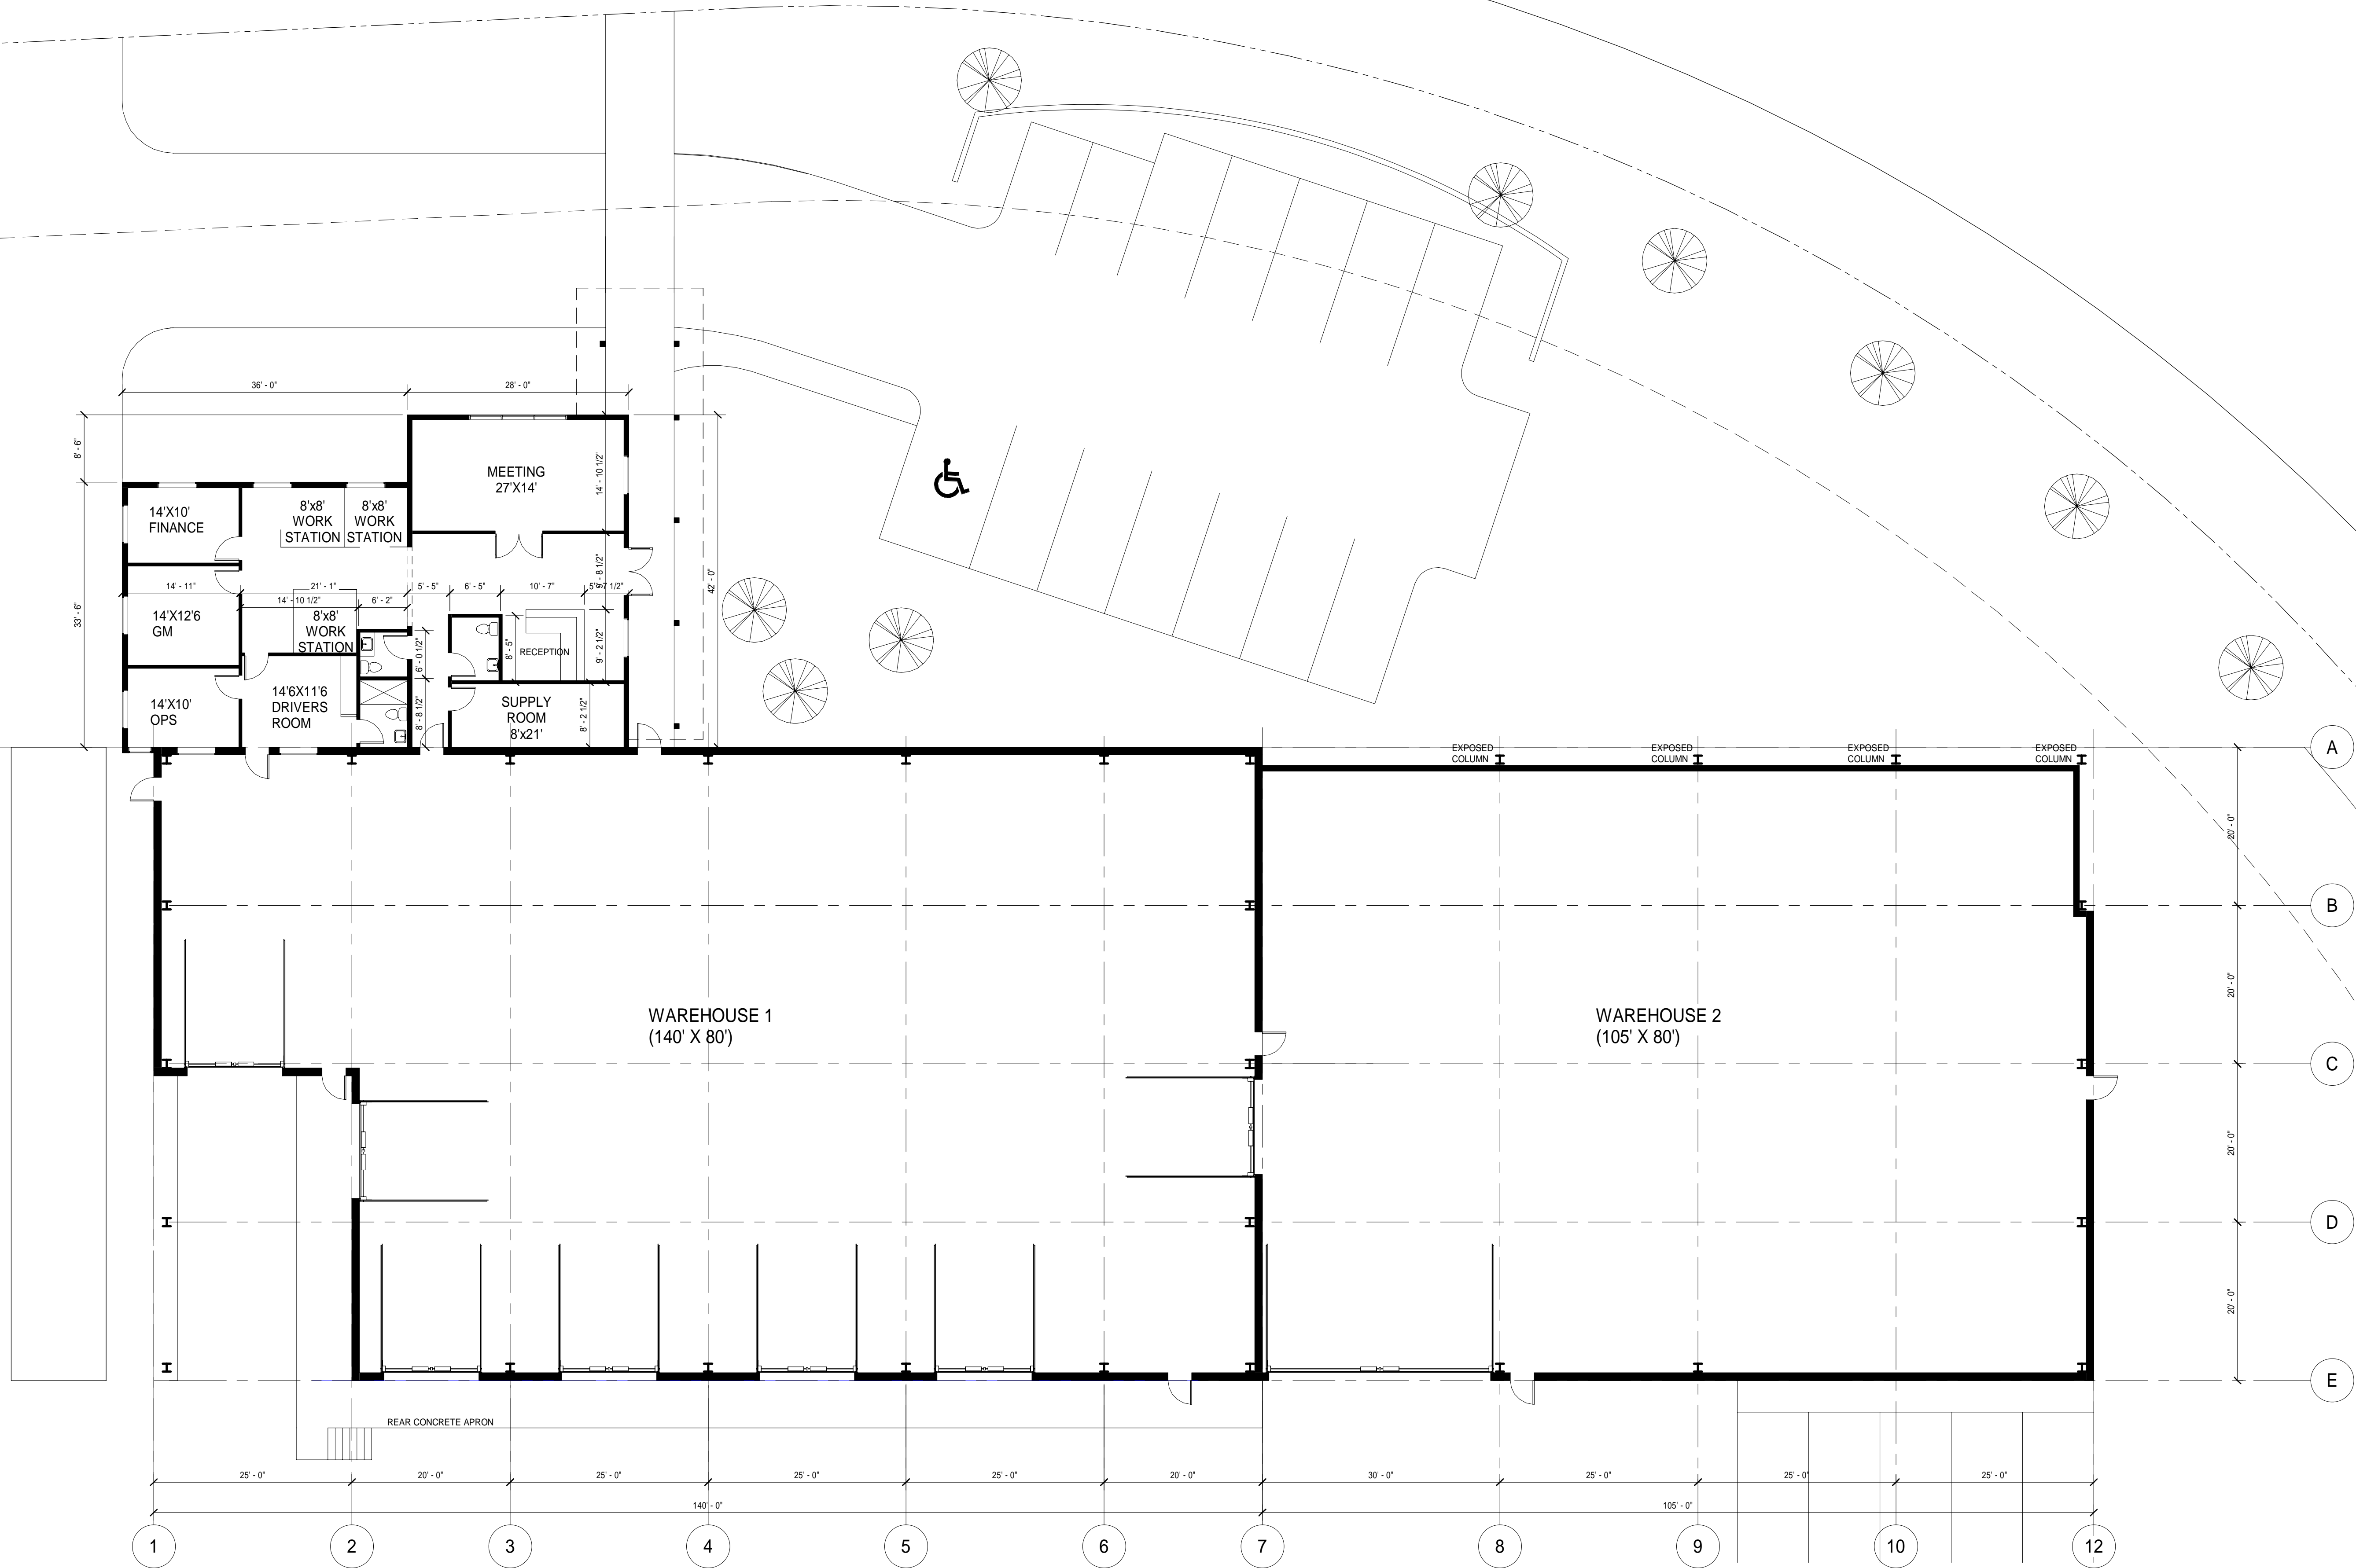 36' - 0"
28' - 0"
8' - 6"
33' - 6"
42' - 0"
MEETING
27'X14'
14' - 10 1/2"
14'X10'
FINANCE
8'x8'
WORK
STATION
8'x8'
WORK
STATION
14' - 11"
21' - 1"
5' - 5"
6' - 5"
10' - 7"
5' - 7 1/2"
9' - 8 1/2"
14' - 10 1/2"
6' - 2"
14'X12'6
GM
8'x8'
WORK
STATION
6' - 0 1/2"
8' - 5"
RECEPTION
9' - 2 1/2"
14'X10'
OPS
14'6X11'6
DRIVERS
ROOM
8' - 8 1/2"
SUPPLY
ROOM
8'x21'
8' - 2 1/2"
EXPOSED
COLUMN
EXPOSED
COLUMN
EXPOSED
COLUMN
EXPOSED
COLUMN
A
20' - 0"
B
20' - 0"
WAREHOUSE 1
(140' X 80')
WAREHOUSE 2
(105' X 80')
C
20' - 0"
D
20' - 0"
E
REAR CONCRETE APRON
25' - 0"
20' - 0"
25' - 0"
25' - 0"
25' - 0"
20' - 0"
30' - 0"
25' - 0"
25' - 0"
25' - 0"
140' - 0"
105' - 0"
1
2
3
4
5
6
7
8
9
10
12